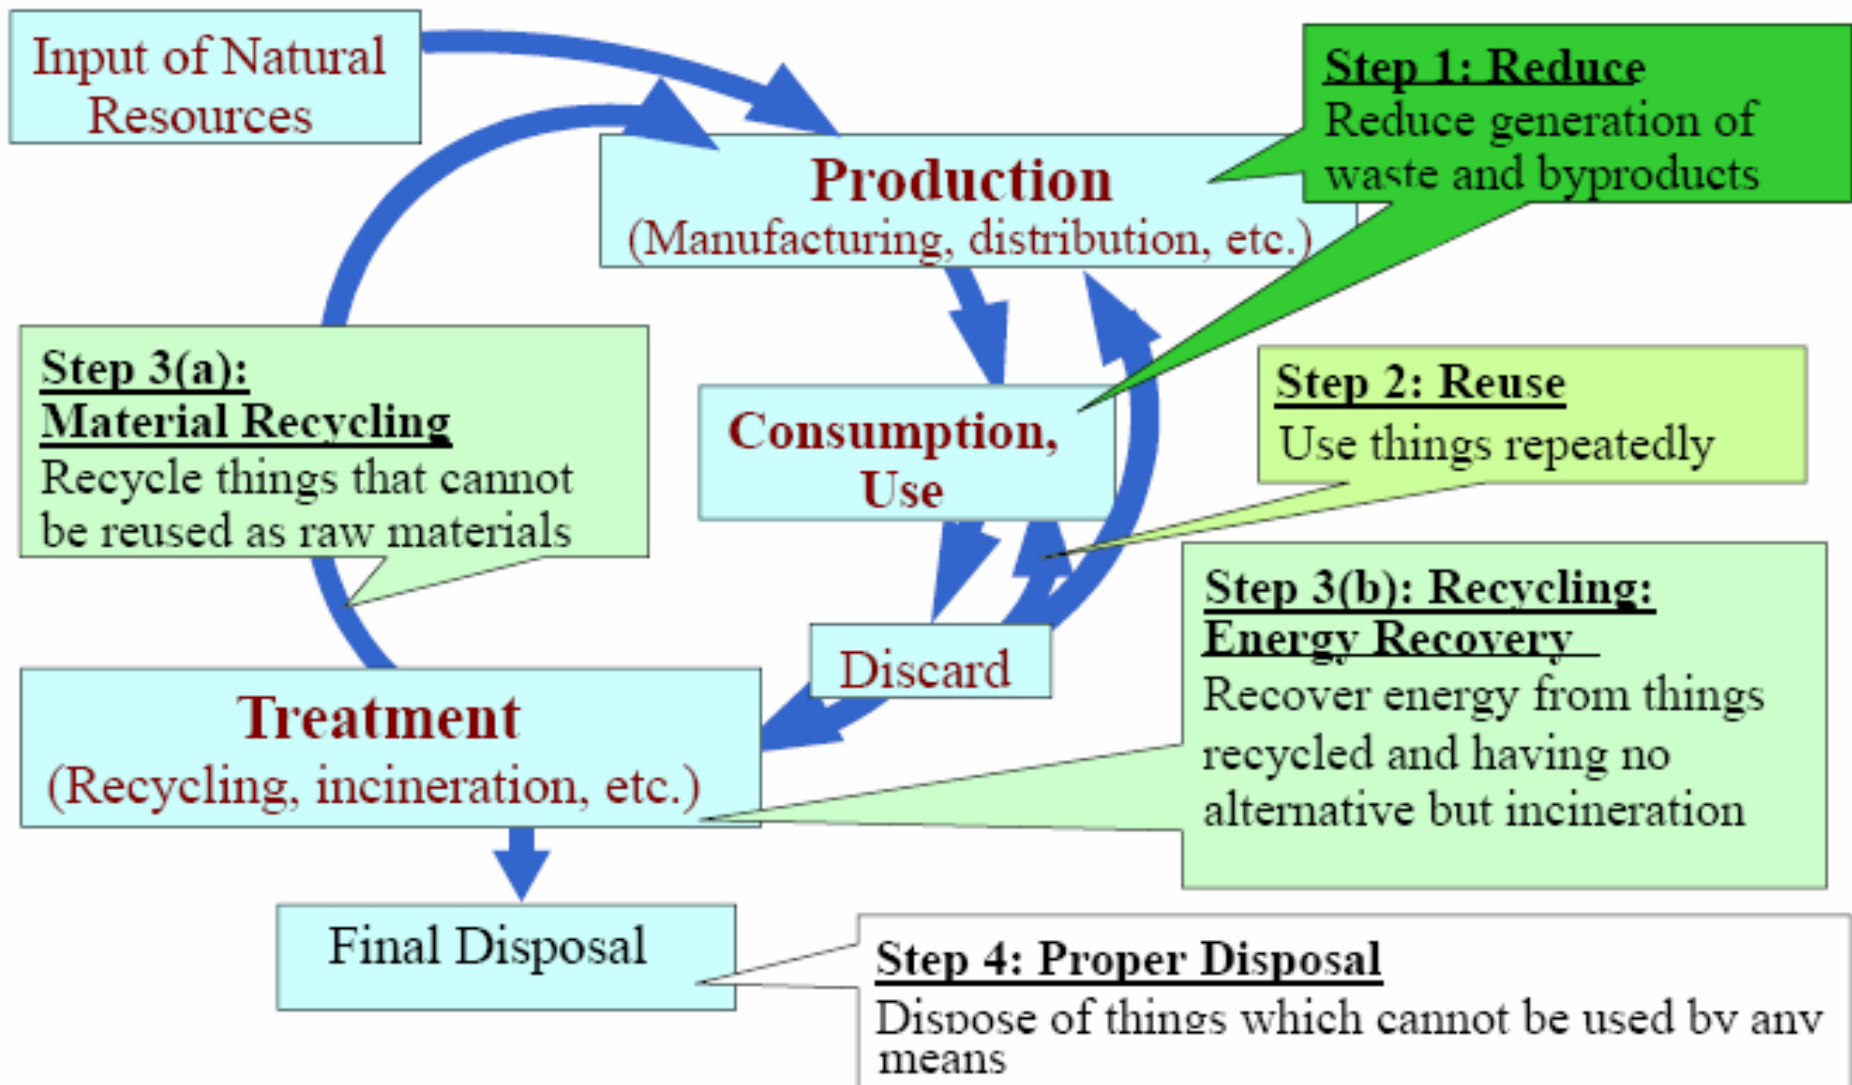 Input of Natural
Resources
Step 1: Reduce
Reduce generation of
waste and byproducts
Production
(Manufacturing, distribution, etc.)
Step 3(a):
Material Recycling
Recycle things that cannot
be reused as raw materials
Consumption,
Use
Step 2: Reuse
Use things repeatedly
Discard
Step 3(b): Recycling:
Energy Recovery
Recover energy from things
recycled and having no
alternative but incineration
Treatment
(Recycling, incineration, etc.)
Final Disposal
Step 4: Proper Disposal
Dispose of things which cannot be used by any
means